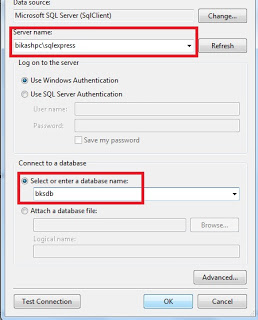 Data source:
Microsoft SQL Server (SqlClient)
Change...
Server name:
bikashpc\sqlexpress
Refresh
Log on to the server
Use Windows Authentication
Use SQL Server Authentication
User name:
Password:
Save my password
Connect to a database
Select or enter a database name:
bksdb
Attach a database file:
Browse...
Logical name:
Advanced...
Test Connection
OK
Cancel